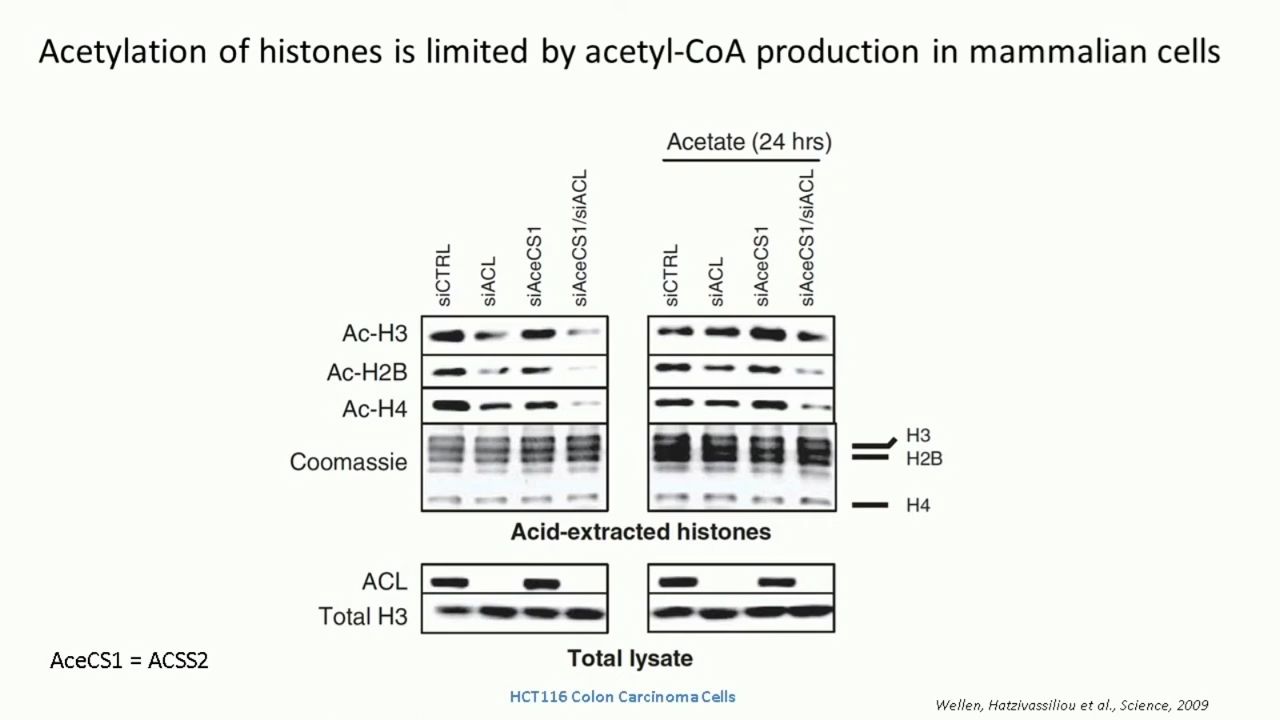 Acetylation of histones is limited by acetyl-CoA production in mammalian cells
Acetate (24 hrs)
siCTRL
siACL
siAceCS1
siAceCS1/siACL
siCTRL
siACL
siAceCS1
siAceCS1/siACL
Ac-H3
Ac-H2B
Ac-H4
Coomassie
H3
H2B
H4
Acid-extracted histones
ACL
Total H3
Total lysate
AceCS1 = ACSS2
HCT116 Colon Carcinoma Cells
Wellen, Hatzivassiliou et al., Science, 2009